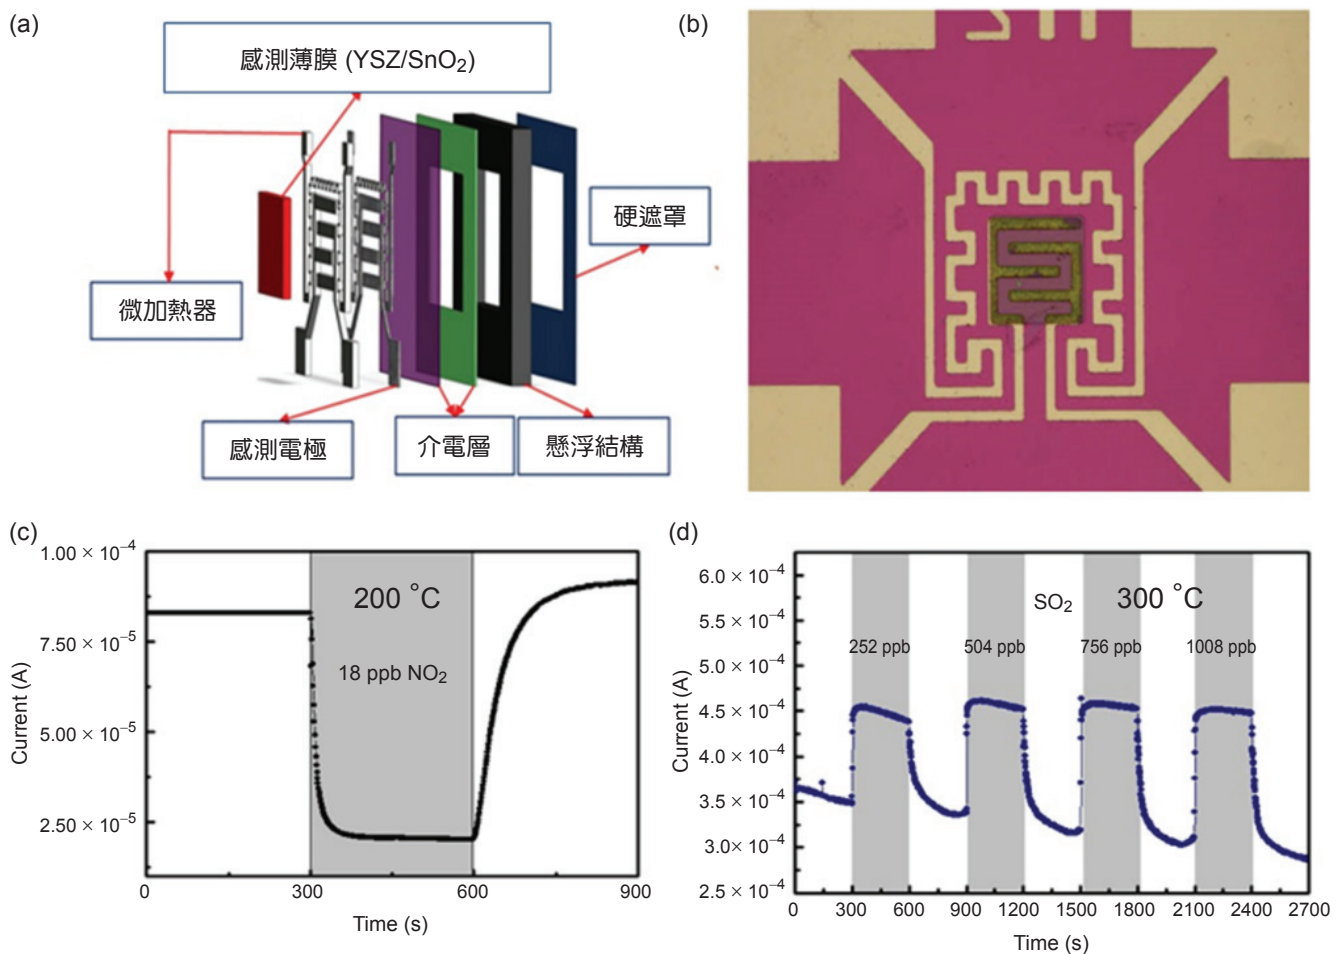 (a)
感測薄膜 (YSZ/SnO₂)
硬遮罩
微加熱器
感測電極
介電層
懸浮結構
(b)
(c)
1.00 × 10⁻⁴
7.50 × 10⁻⁵
5.00 × 10⁻⁵
2.50 × 10⁻⁵
Current (A)
200 °C
18 ppb NO₂
0
300
600
900
Time (s)
(d)
6.0 × 10⁻⁴
5.5 × 10⁻⁴
5.0 × 10⁻⁴
4.5 × 10⁻⁴
4.0 × 10⁻⁴
3.5 × 10⁻⁴
3.0 × 10⁻⁴
2.5 × 10⁻⁴
Current (A)
SO₂ 300 °C
252 ppb
504 ppb
756 ppb
1008 ppb
0
300
600
900
1200
1500
1800
2100
2400
2700
Time (s)